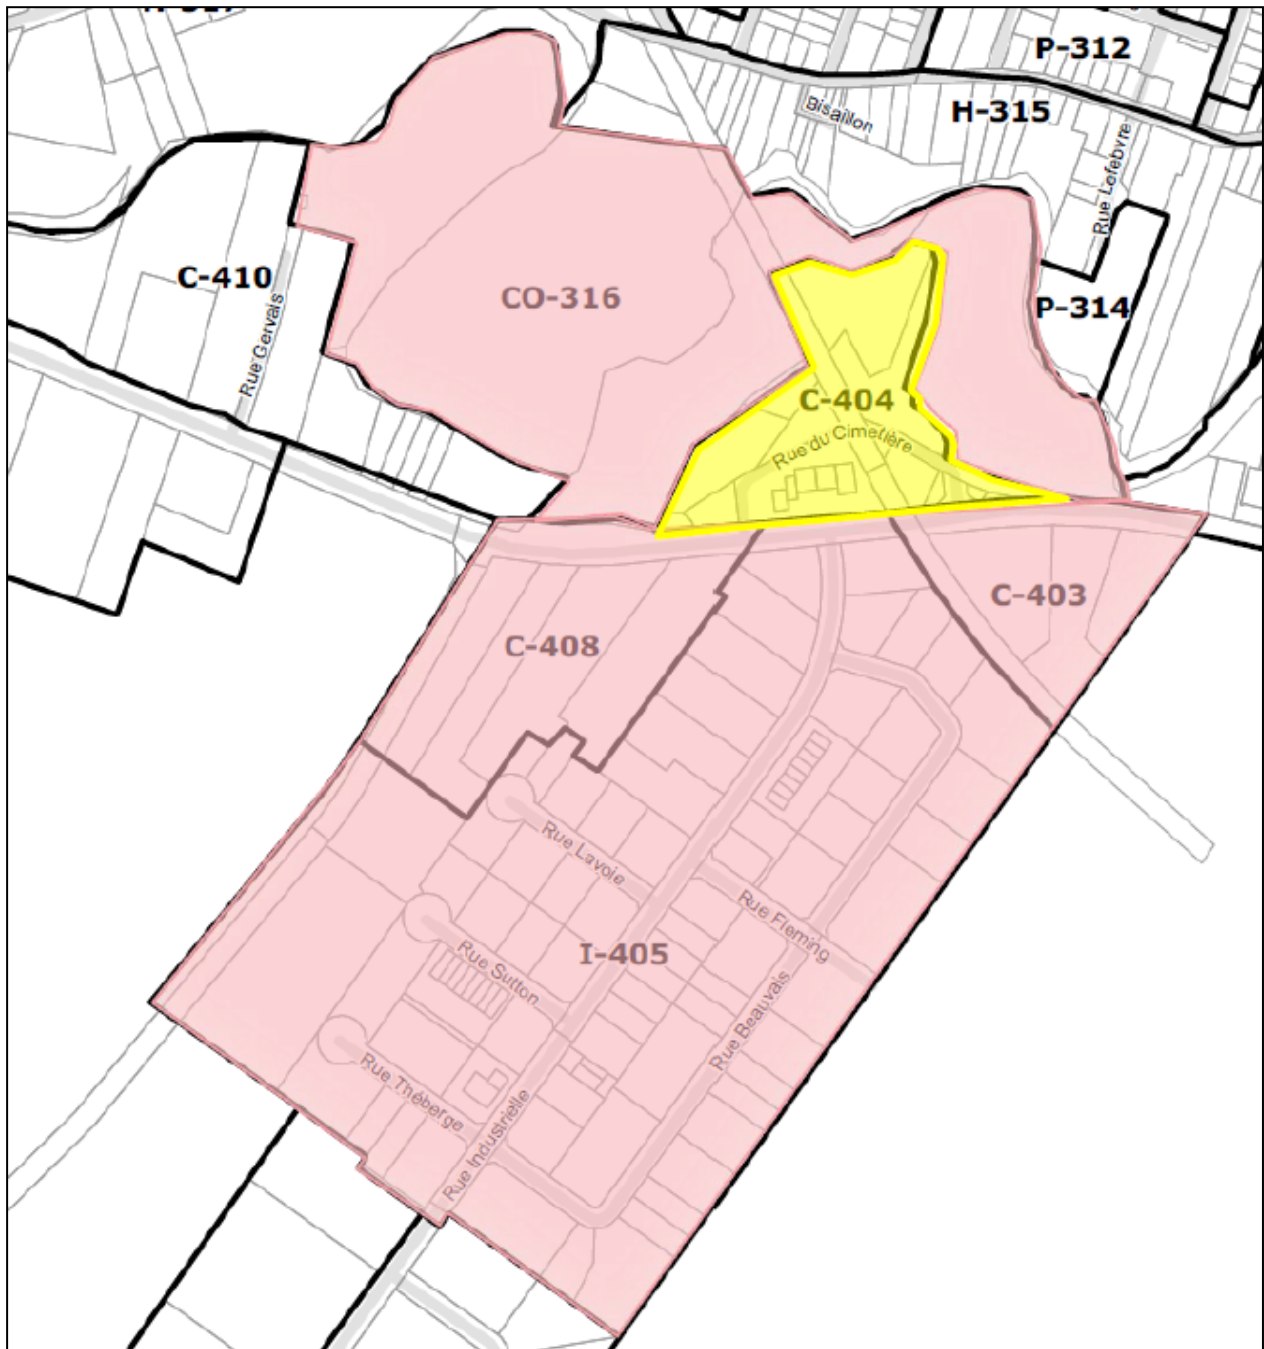 P-312
H-315
Bisaillon
Rue Lefebvre
C-410
CO-316
P-314
Rue Gervais
C-404
Rue du Cimetière
C-403
C-408
Rue Lavoie
Rue Fleming
I-405
Rue Sutton
Rue Beauvais
Rue Théberge
Rue Industrielle